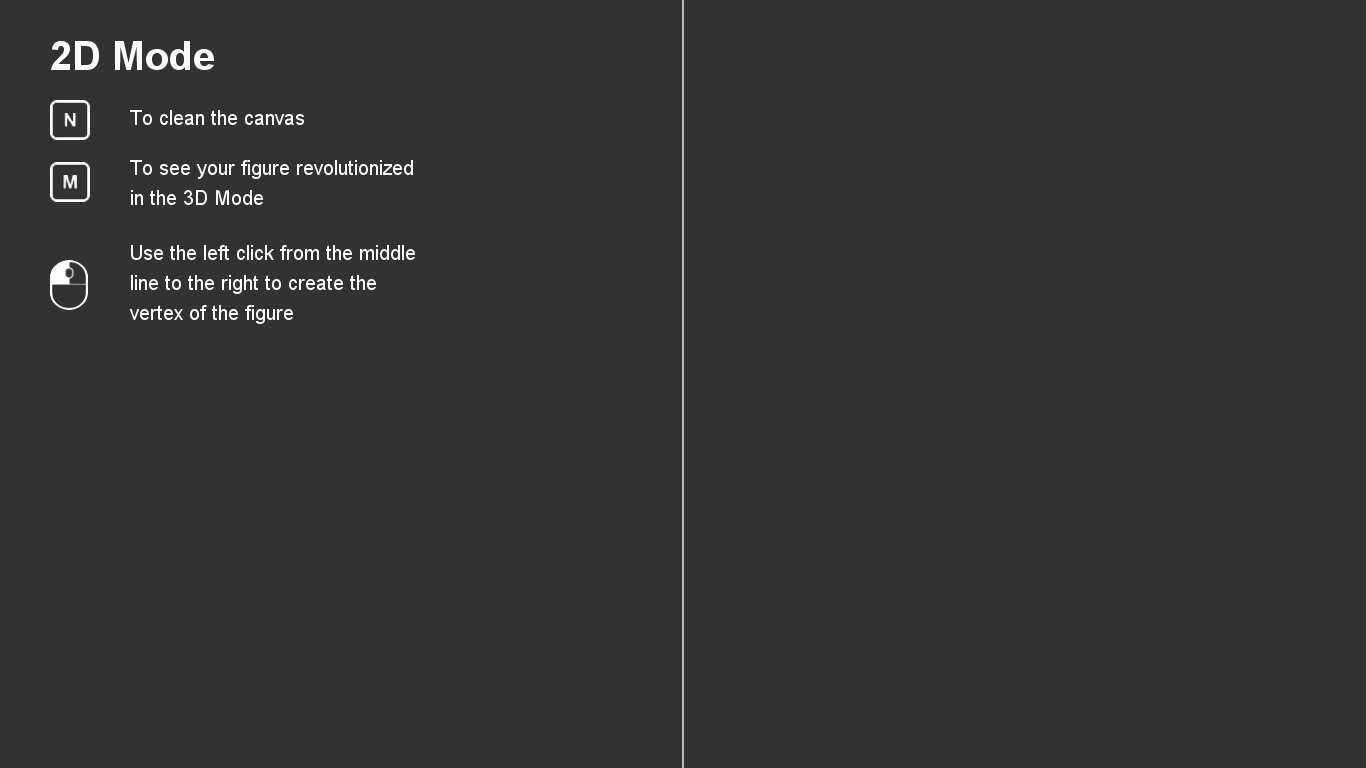 2D Mode
N To clean the canvas
M To see your figure revolutionized
in the 3D Mode
Use the left click from the middle
line to the right to create the
vertex of the figure